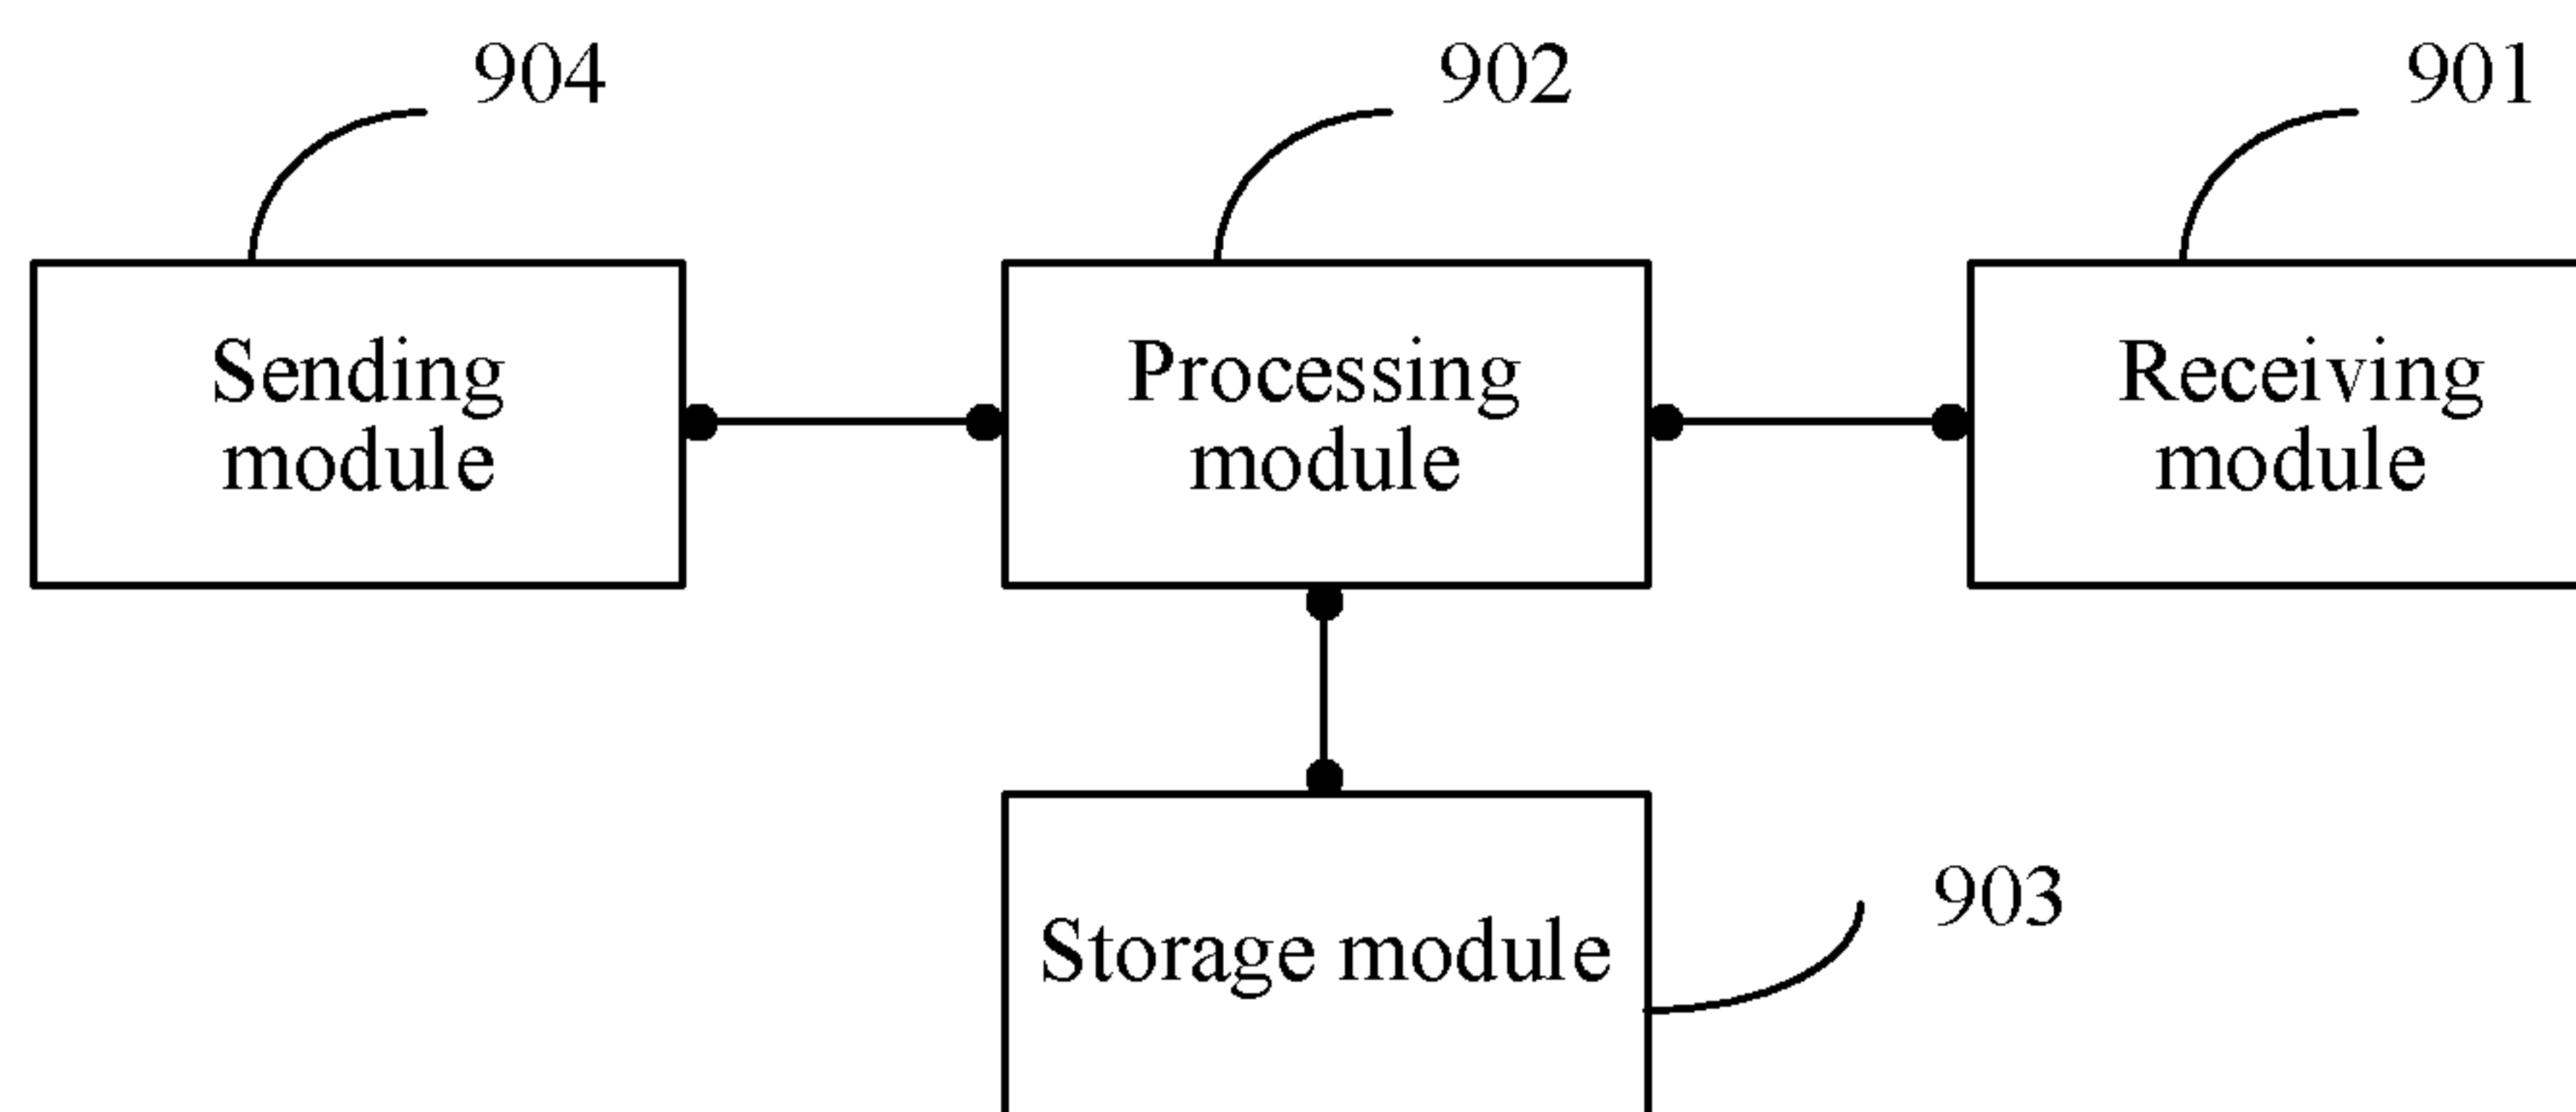 904
902
901
Sending
module
Processing
module
Receiving
module
903
Storage module